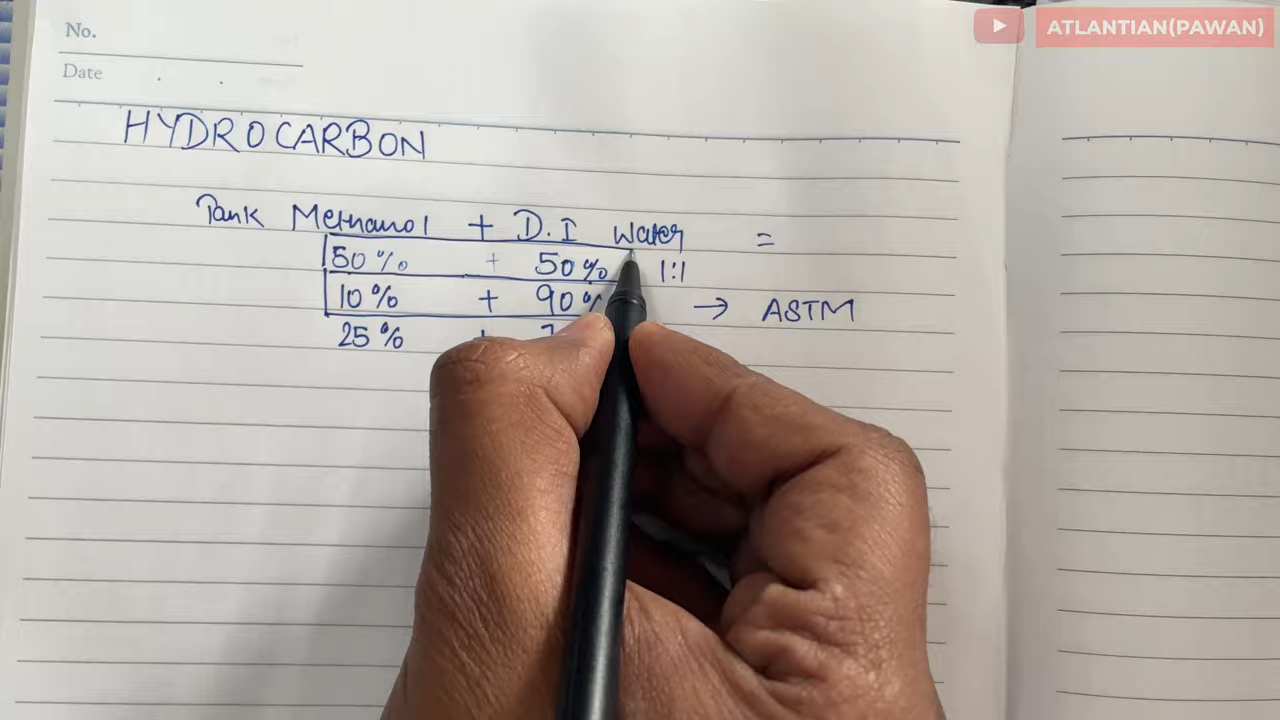 No.
ATLANTIAN(PAWAN)
Date
HYDROCARBON
Tank Methanol + D.I Water =
50% + 50% 1:1
10% + 90% → ASTM
25% +